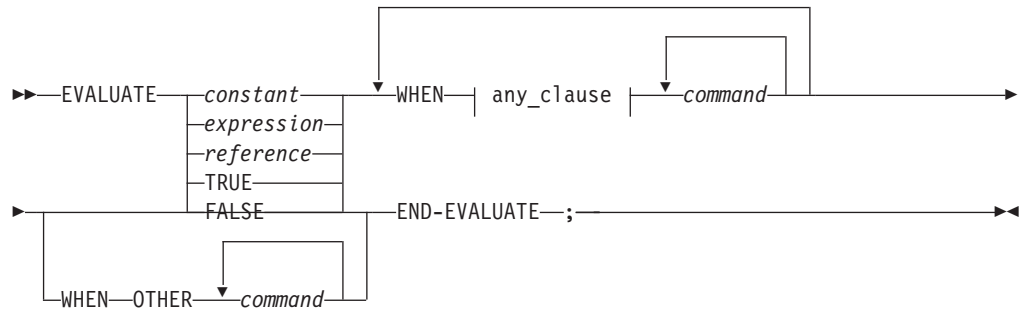 EVALUATE constant WHEN any_clause command
expression
reference
TRUE
FALSE END-EVALUATE ;
WHEN OTHER command